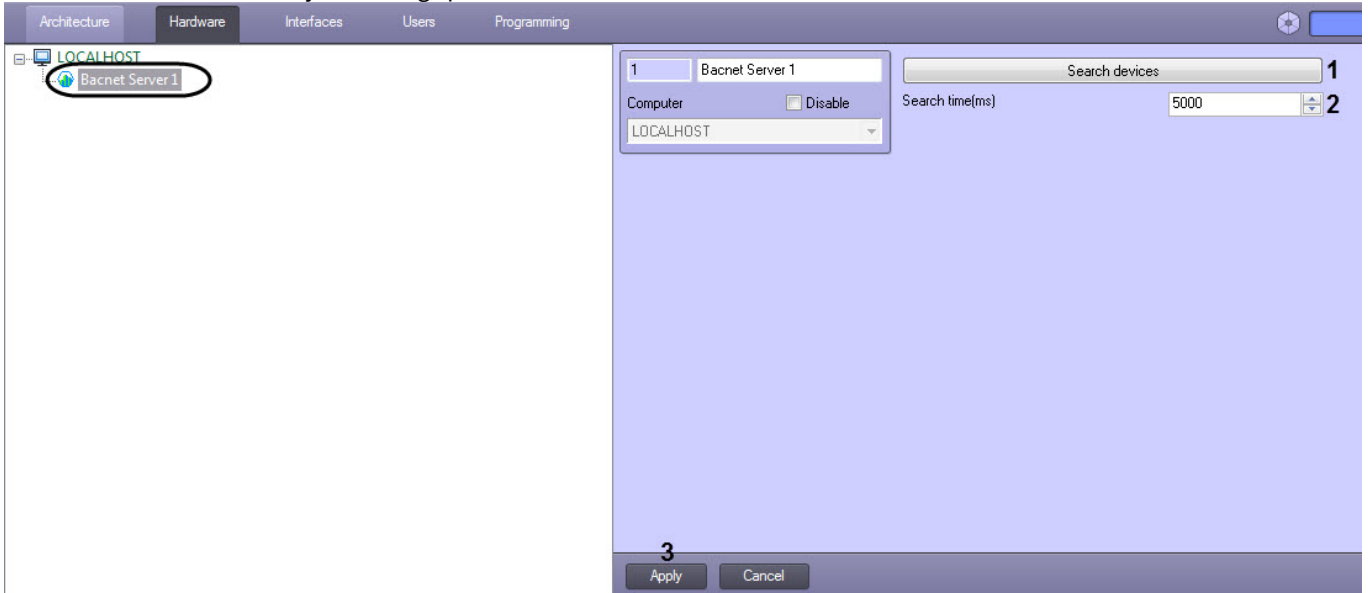 Architecture Hardware Interfaces Users Programming
LOCALHOST
Bacnet Server 1
1 Bacnet Server 1
Computer Disable
LOCALHOST
Search devices 1
Search time(ms) 5000 2
3
Apply Cancel